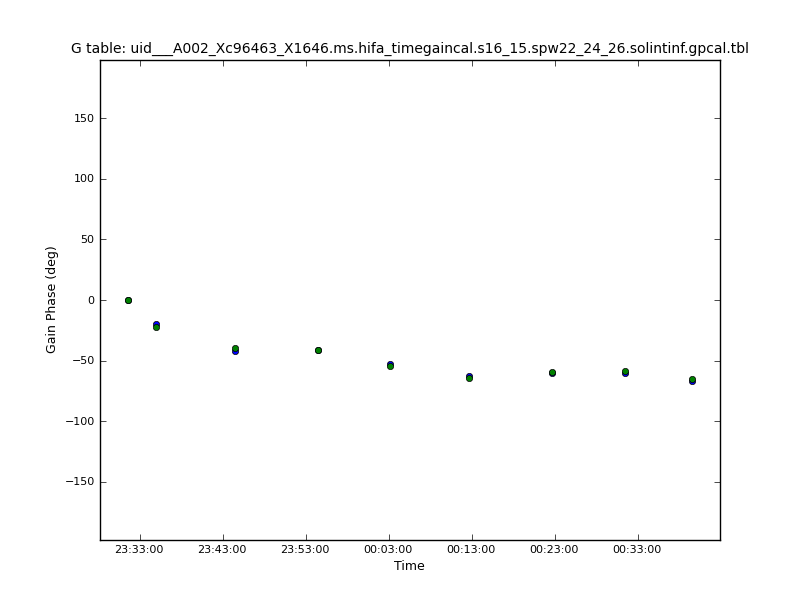 G table: uid___A002_Xc96463_X1646.ms.hifa_timegaincal.s16_15.spw22_24_26.solintinf.gpcal.tbl
150
100
50
0
−50
−100
−150
Gain Phase (deg)
23:33:00 23:43:00 23:53:00 00:03:00 00:13:00 00:23:00 00:33:00
Time